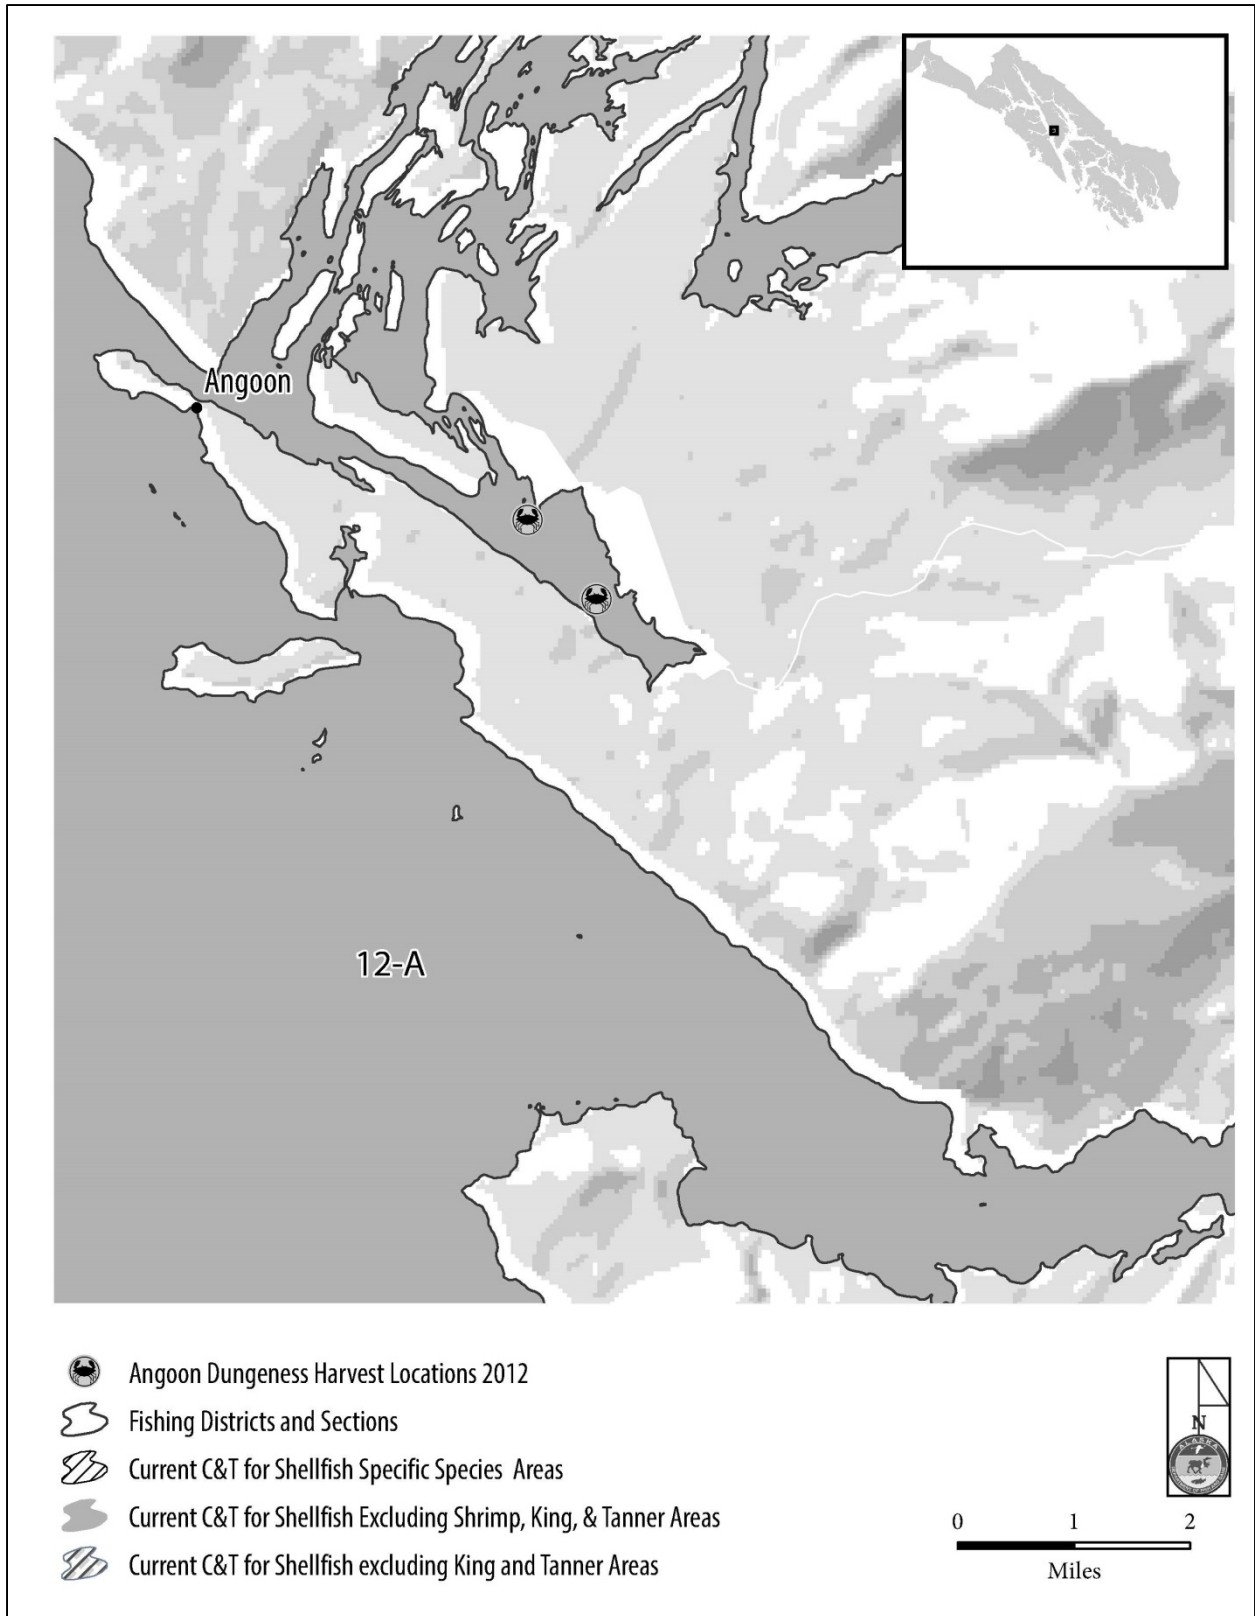 Angoon
12-A
Angoon Dungeness Harvest Locations 2012
Fishing Districts and Sections
Current C&T for Shellfish Specific Species Areas
Current C&T for Shellfish Excluding Shrimp, King, & Tanner Areas
Current C&T for Shellfish excluding King and Tanner Areas
N
ALASKA
0 1 2
Miles